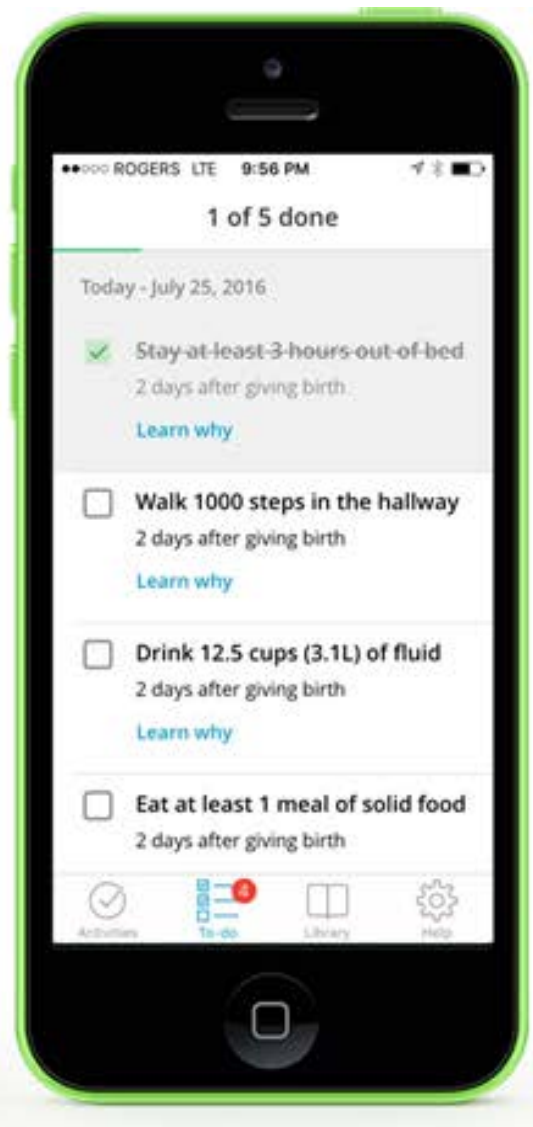 ROGERS LTE 9:56 PM
1 of 5 done
Today - July 25, 2016
Stay at least 3 hours out of bed
2 days after giving birth
Learn why
Walk 1000 steps in the hallway
2 days after giving birth
Learn why
Drink 12.5 cups (3.1L) of fluid
2 days after giving birth
Learn why
Eat at least 1 meal of solid food
2 days after giving birth
4
Activities To-do Library Help